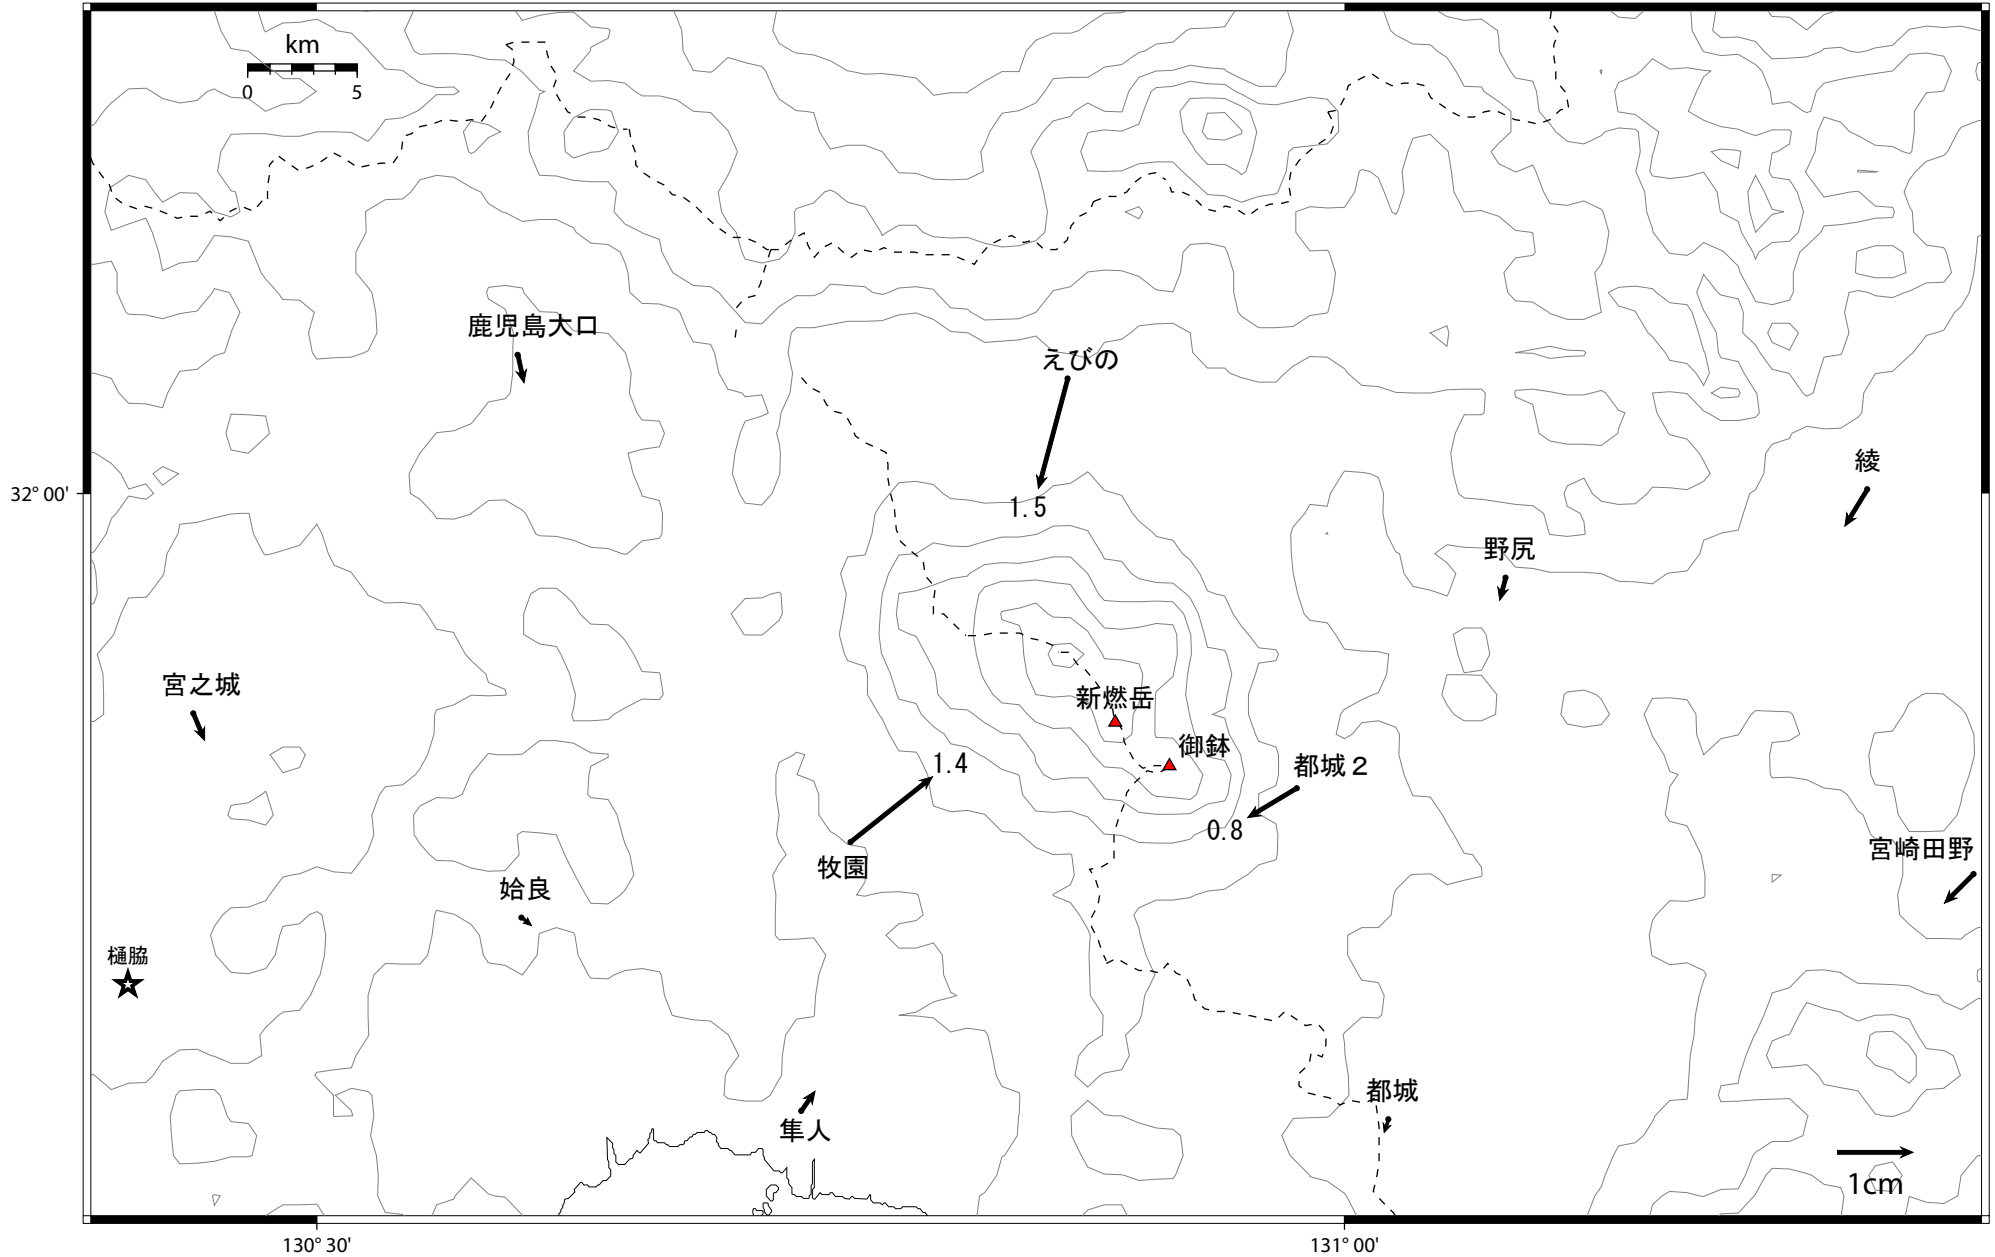 km
0 5
鹿児島大口
えびの
綾
32° 00'
1.5
野尻
宮之城
新燃岳
御鉢
1.4
都城２
0.8
宮崎田野
牧園
姶良
樋脇
都城
隼人
1cm
130° 30'
131° 00'